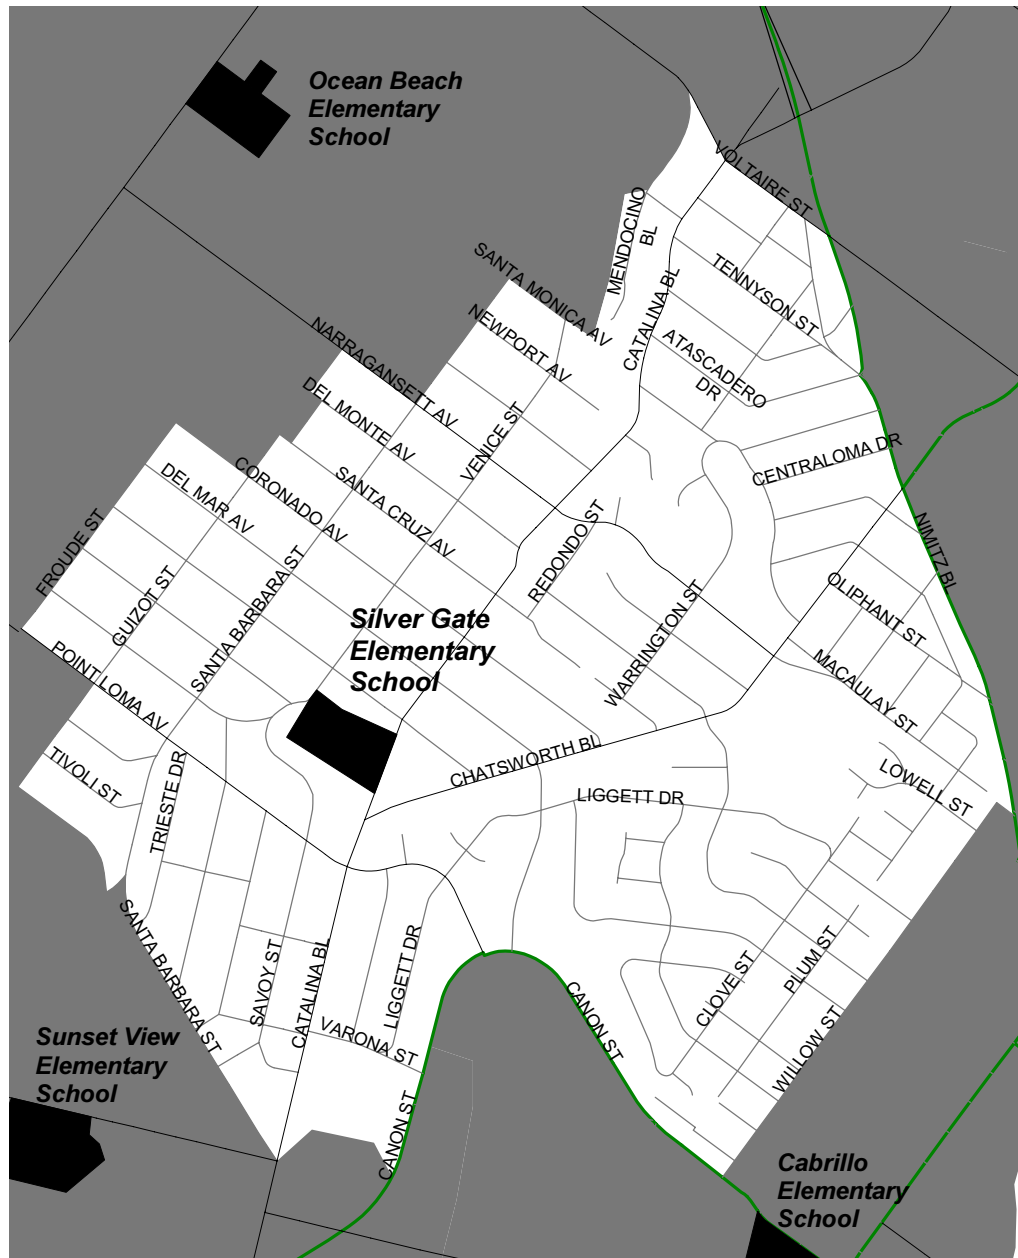 Ocean Beach
Elementary
School
VOLTAIRE ST
MENDOCINO
BL
SANTA MONICA AV
TENNYSON ST
CATALINA BL
NEWPORT AV
NARRAGANSETT AV
ATASCADERO
DR
DEL MONTE AV
VENICE ST
CENTRALOMA DR
DEL MAR AV
CORONADO AV
SANTA CRUZ AV
REDONDO ST
NIMITZ BL
FROUDE ST
GUIZOT ST
SANTA BARBARA ST
OLIPHANT ST
Silver Gate
Elementary
School
WARRINGTON ST
MACAULAY ST
POINT LOMA AV
CHATSWORTH BL
LOWELL ST
TIVOLI ST
TRIESTE DR
LIGGETT DR
SANTA BARBARA ST
SAVOY ST
CATALINA BL
LIGGETT DR
CLOVE ST
PLUM ST
CANON ST
VARONA ST
WILLOW ST
Sunset View
Elementary
School
CANON ST
Cabrillo
Elementary
School